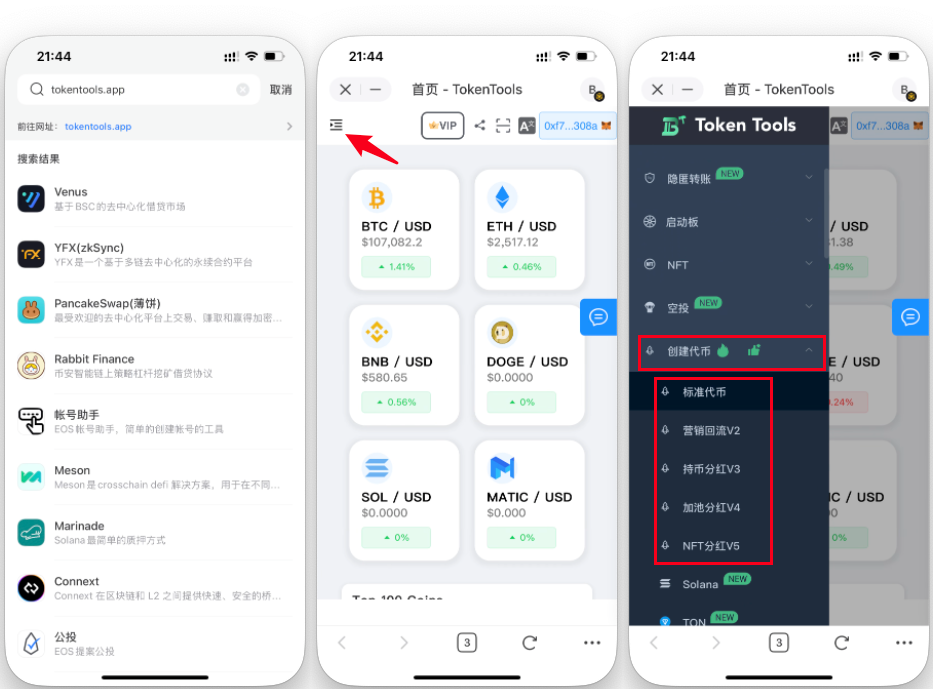 21:44
tokentools.app
取消
前往网址: tokentools.app
搜索结果
Venus
基于BSC的去中心化借贷市场
YFX(zkSync)
YFX是一个基于多链去中心化的永续合约平台
PancakeSwap(薄饼)
最受欢迎的去中心化平台上交易, 赚取和赢得加密...
Rabbit Finance
币安智能链上策略杠杆挖矿借贷协议
帐号助手
EOS帐号助手, 简单的创建账号的工具
Meson
Meson是crosschain defi 解决方案, 用于在不同...
Marinade
Solana最简单的质押方式
Connext
Connext 在区块链和 L2 之间提供快速、安全的桥...
公投
EOS提案公投
21:44
首页 - TokenTools
VIP
0xf7...308a
BTC / USD
$107,082.2
1.41%
ETH / USD
$2,517.12
0.46%
BNB / USD
$580.65
0.56%
DOGE / USD
$0.0000
0%
SOL / USD
$0.0000
0%
MATIC / USD
$0.000
0%
Top 100 Coins
3
21:44
首页 - TokenTools
Token Tools
0xf7...308a
隐匿转账 NEW
启动板
NFT
空投 NEW
创建代币
标准代币
营销回流V2
持币分红V3
加池分红V4
NFT分红V5
Solana NEW
TON NEW
/ USD
1.38
.49%
E / USD
40
0.24%
IC / USD
00
0%
3